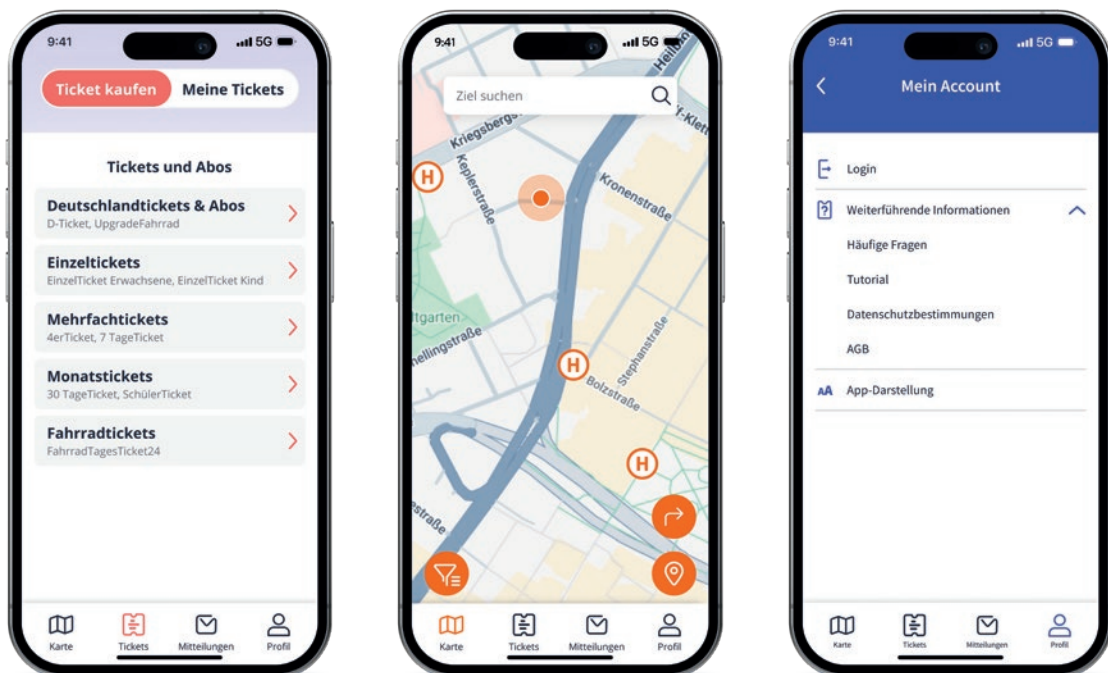 9:41
5G
Ticket kaufen
Meine Tickets
Tickets und Abos
Deutschlandtickets & Abos
D-Ticket, UpgradeFahrrad
Einzeltickets
EinzelTicket Erwachsene, EinzelTicket Kind
Mehrfachtickets
4erTicket, 7 TageTicket
Monatstickets
30 TageTicket, SchülerTicket
Fahrradtickets
FahrradTagesTicket24
Karte
Tickets
Mitteilungen
Profil
9:41
5G
Ziel suchen
Kriegsbergs
Keplerstraße
Kronenstraße
H
tgarten
ellingstraße
Stephanstraße
H
Bolzstraße
H
estraße
Karte
Tickets
Mitteilungen
Profil
9:41
5G
Mein Account
Login
Weiterführende Informationen
Häufige Fragen
Tutorial
Datenschutzbestimmungen
AGB
AA App-Darstellung
Karte
Tickets
Mitteilungen
Profil